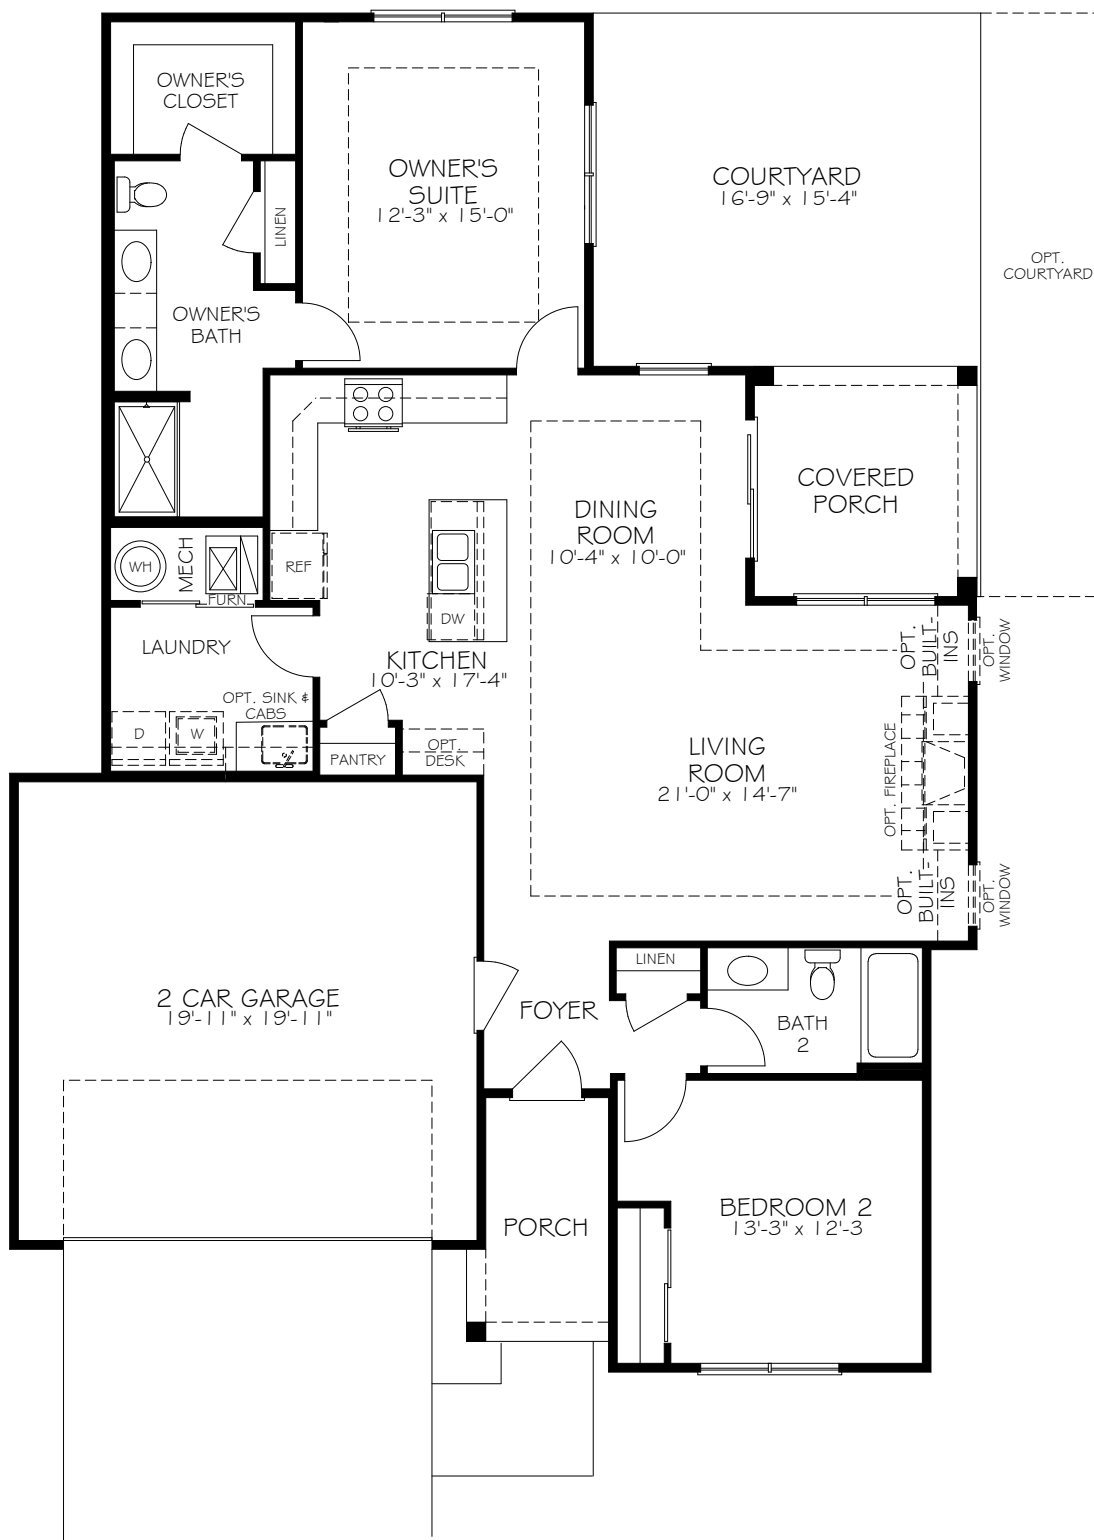 OWNER'S
CLOSET
OWNER'S
SUITE
12'-3" x 15'-0"
COURTYARD
16'-9" x 15'-4"
LINEN
OPT.
COURTYARD
OWNER'S
BATH
COVERED
PORCH
DINING
ROOM
10'-4" x 10'-0"
WH
MECH
FURN.
REF
DW
LAUNDRY
KITCHEN
10'-3" x 17'-4"
OPT.
BUILT-
INS
OPT.
WINDOW
OPT. SINK &
CABS
D
W
PANTRY
OPT.
DESK
LIVING
ROOM
21'-0" x 14'-7"
OPT. FIREPLACE
OPT.
BUILT-
INS
OPT.
WINDOW
LINEN
2 CAR GARAGE
19'-11" x 19'-11"
FOYER
BATH
2
PORCH
BEDROOM 2
13'-3" x 12'-3